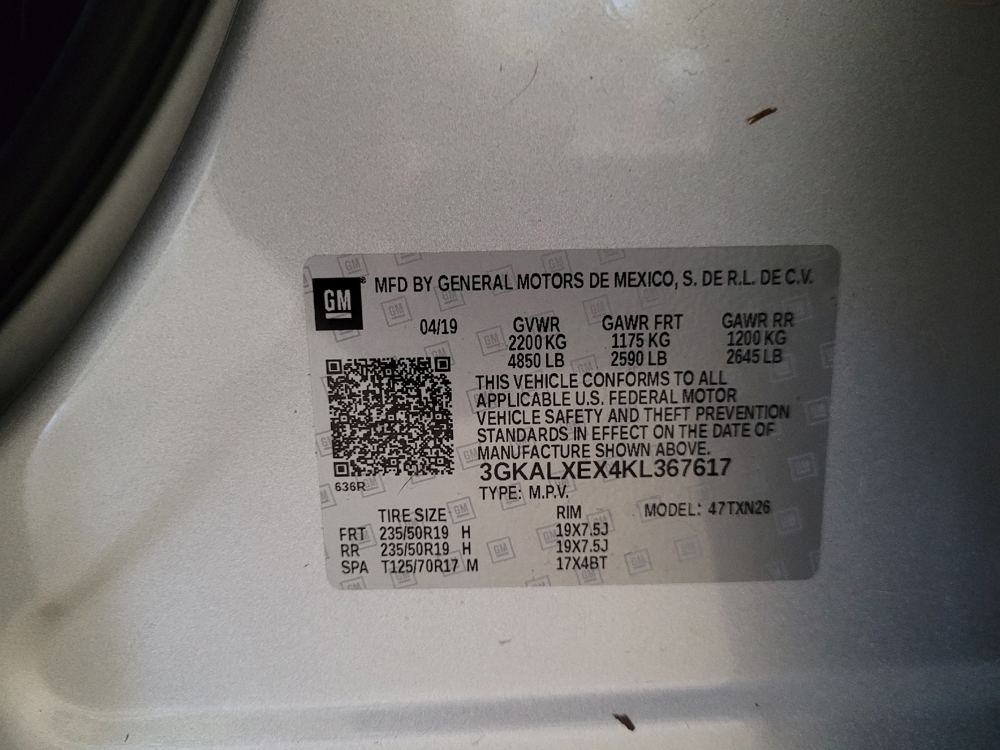 GM® MFD BY GENERAL MOTORS DE MEXICO, S. DE R.L. DE C.V.
04/19 GVWR GAWR FRT GAWR RR
2200 KG 1175 KG 1200 KG
4850 LB 2590 LB 2645 LB
THIS VEHICLE CONFORMS TO ALL
APPLICABLE U.S. FEDERAL MOTOR
VEHICLE SAFETY AND THEFT PREVENTION
STANDARDS IN EFFECT ON THE DATE OF
MANUFACTURE SHOWN ABOVE.
3GKALXEX4KL367617
636R
TYPE: M.P.V.
TIRE SIZE RIM MODEL: 47TXN26
FRT 235/50R19 H 19X7.5J
RR 235/50R19 H 19X7.5J
SPA T125/70R17 M 17X4BT